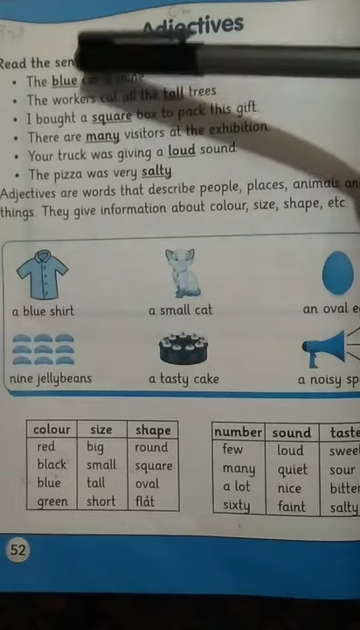 Adjectives
Read the sen
• The blue
• The workers cut all the tall trees
• I bought a square box to pack this gift.
• There are many visitors at the exhibition.
• Your truck was giving a loud sound
• The pizza was very salty.
Adjectives are words that describe people, places, animals an
things. They give information about colour, size, shape, etc.
a blue shirt a small cat an oval e
nine jellybeans a tasty cake a noisy sp
colour size shape number sound taste
red big round few loud swee
black small square many quiet sour
blue tall oval a lot nice bitter
green short flat sixty faint salty
52